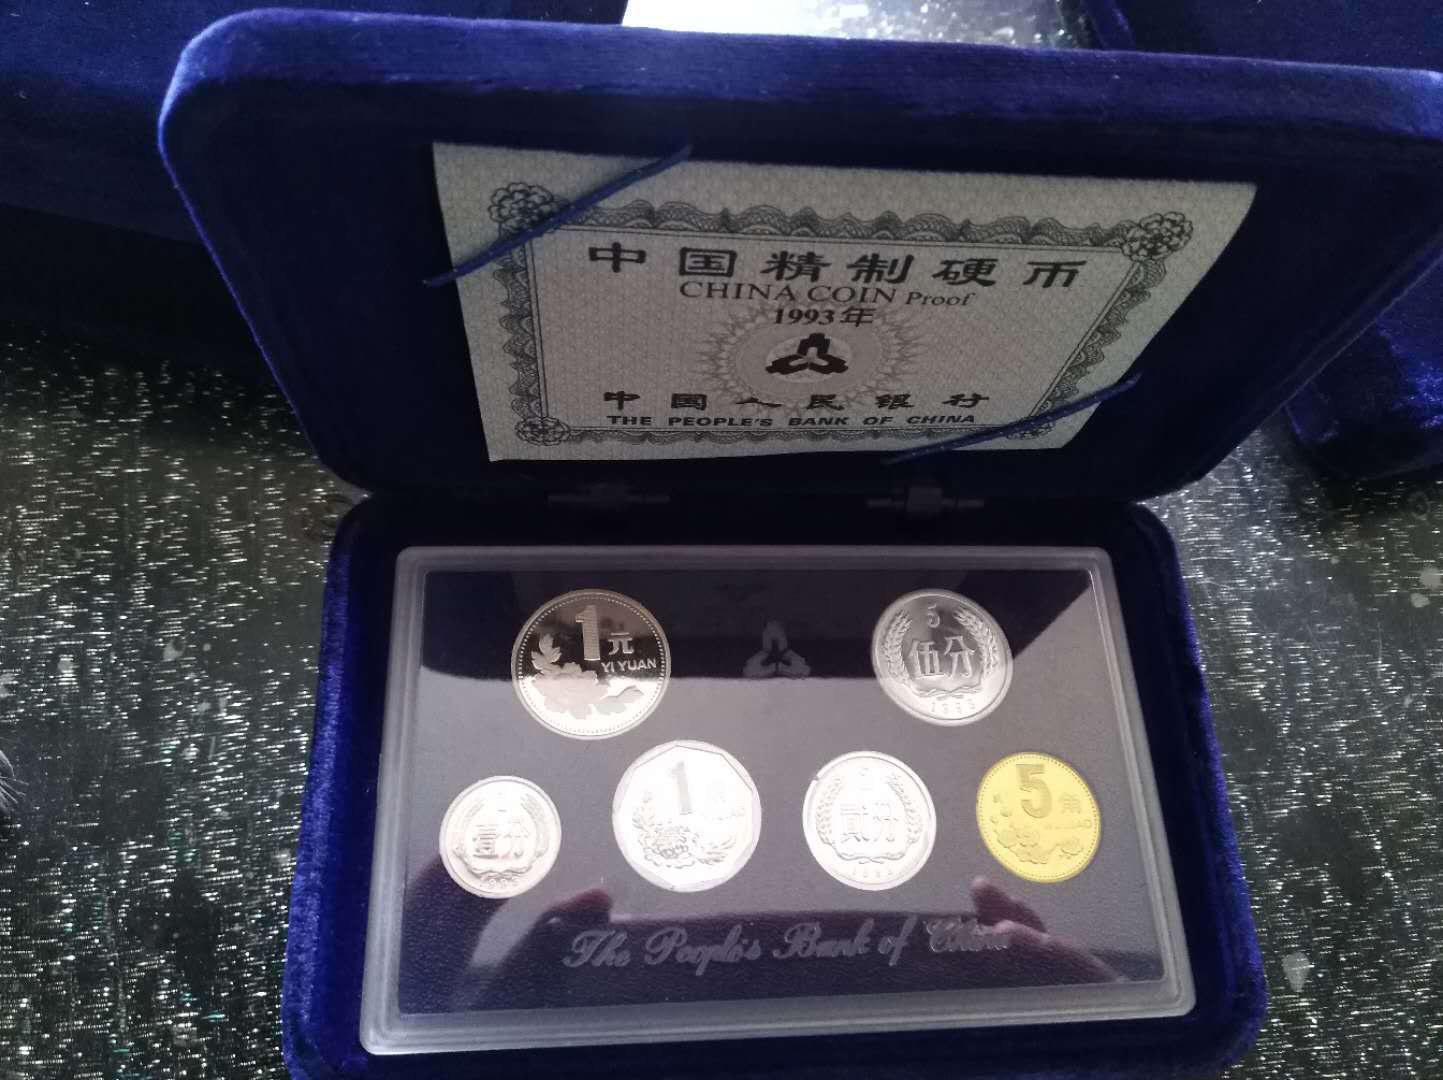 中国精制硬币
CHINA COIN Proof
1993年
中国人民银行
THE PEOPLE'S BANK OF CHINA
1元
YI YUAN
5
伍分
壹分
1
贰分
5角
The People's Bank of China